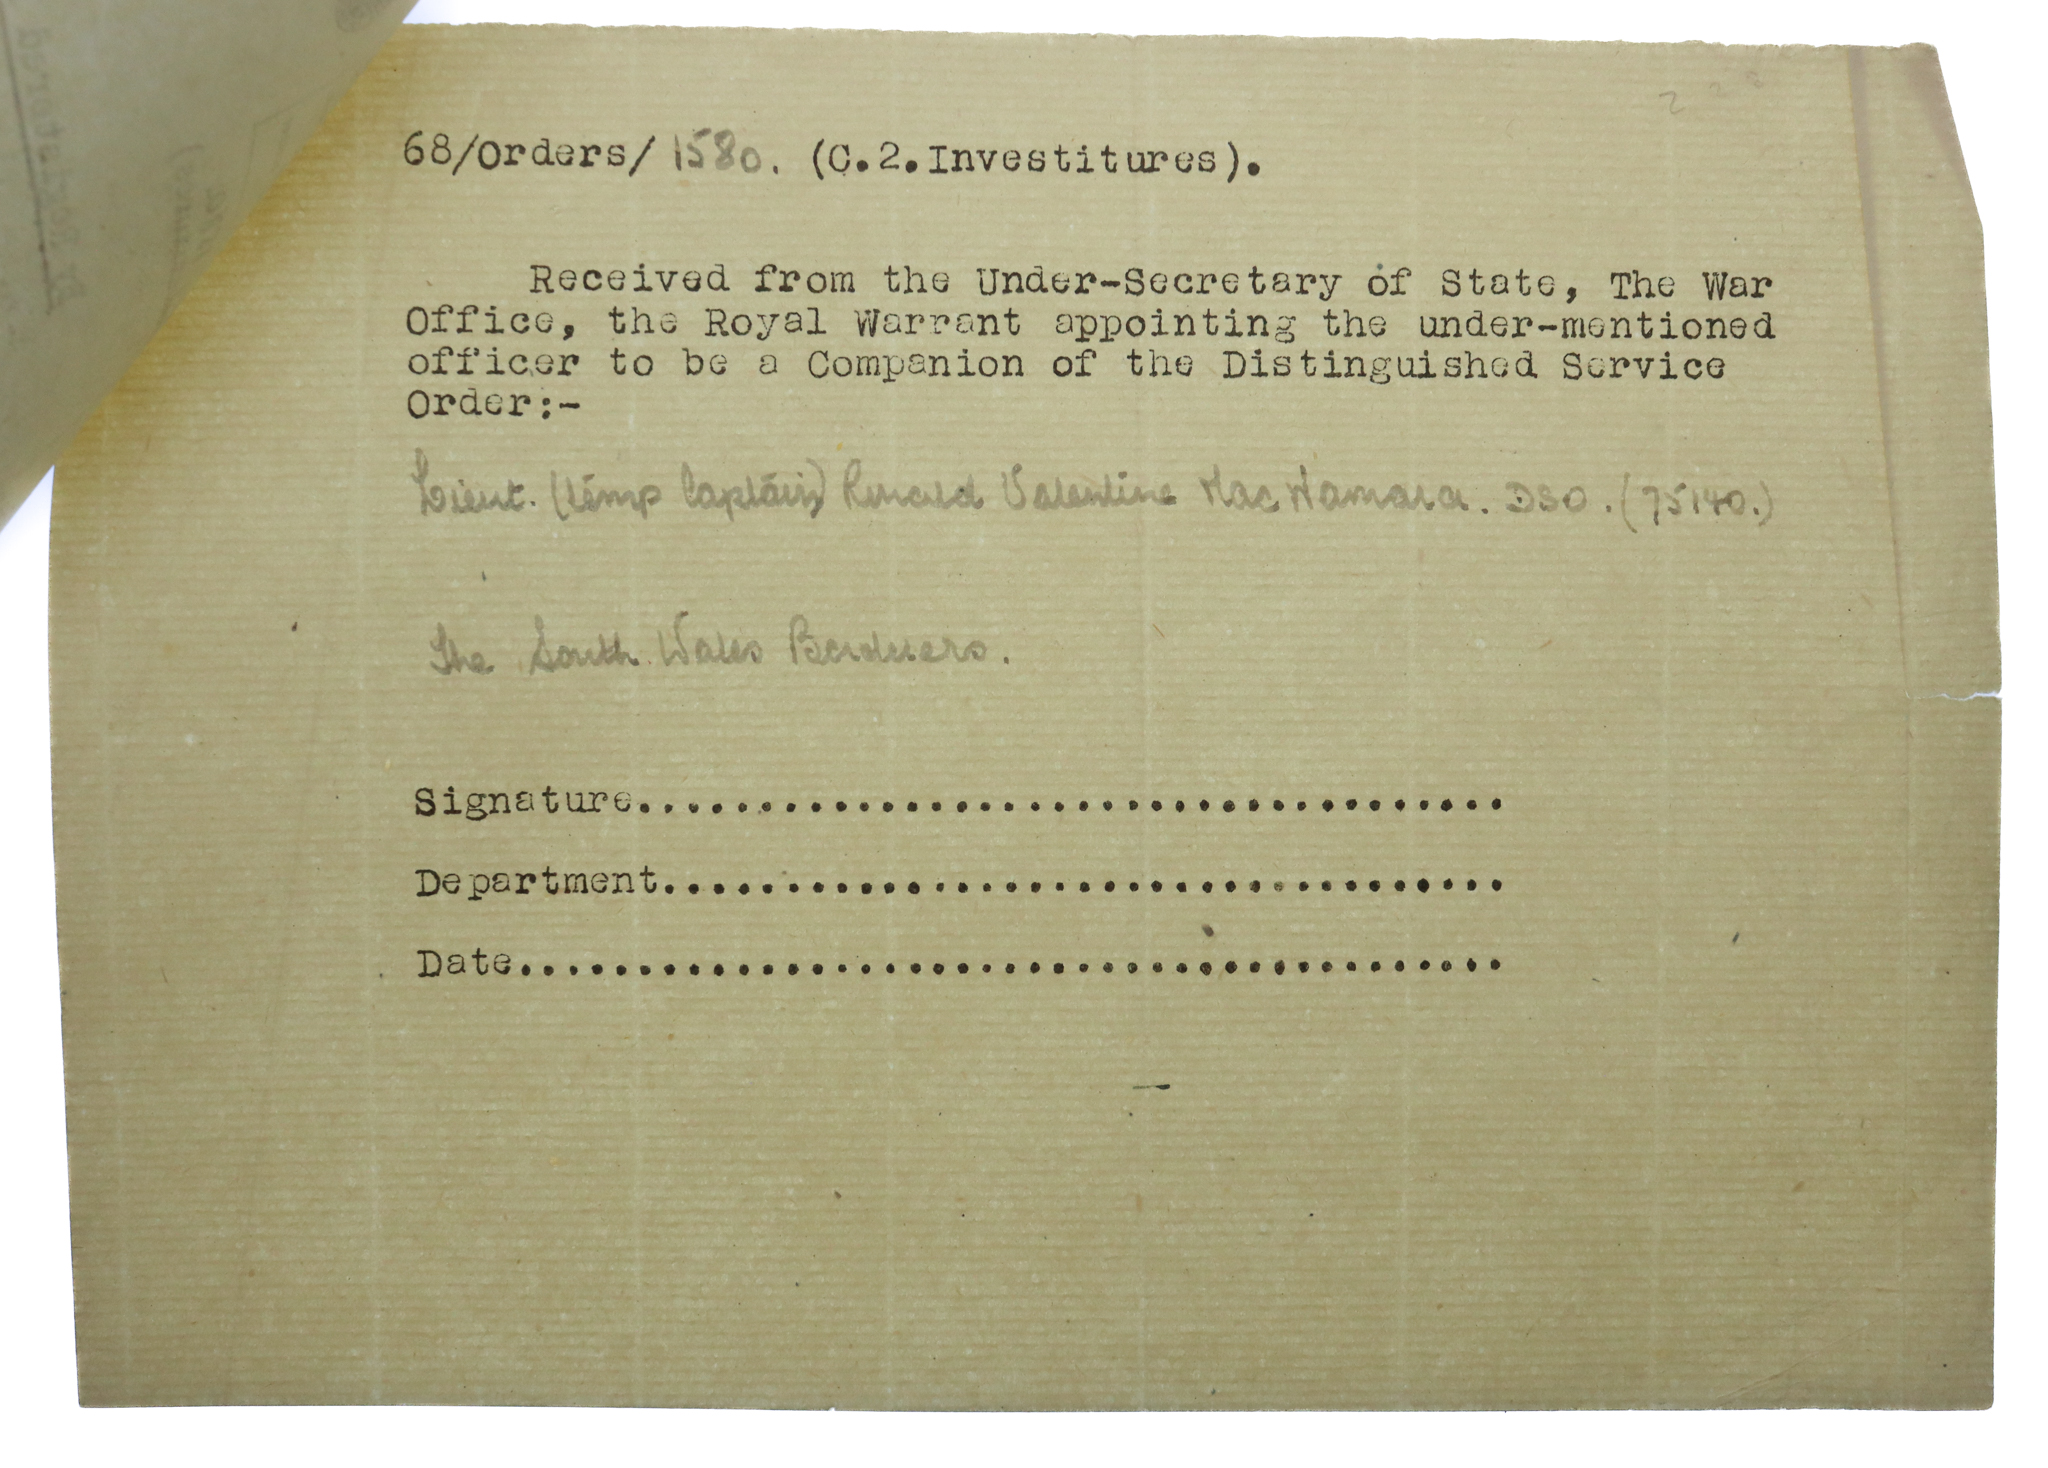 68/Orders/ 1580. (C.2.Investitures).
Received from the Under-Secretary of State, The War
Office, the Royal Warrant appointing the under-mentioned
officer to be a Companion of the Distinguished Service
Order:-
Lieut. (temp Captain) Valentine MacNamara. DSO. (75140.)
The South Wales Borderers.
Signature....................................
Department...................................
Date.........................................